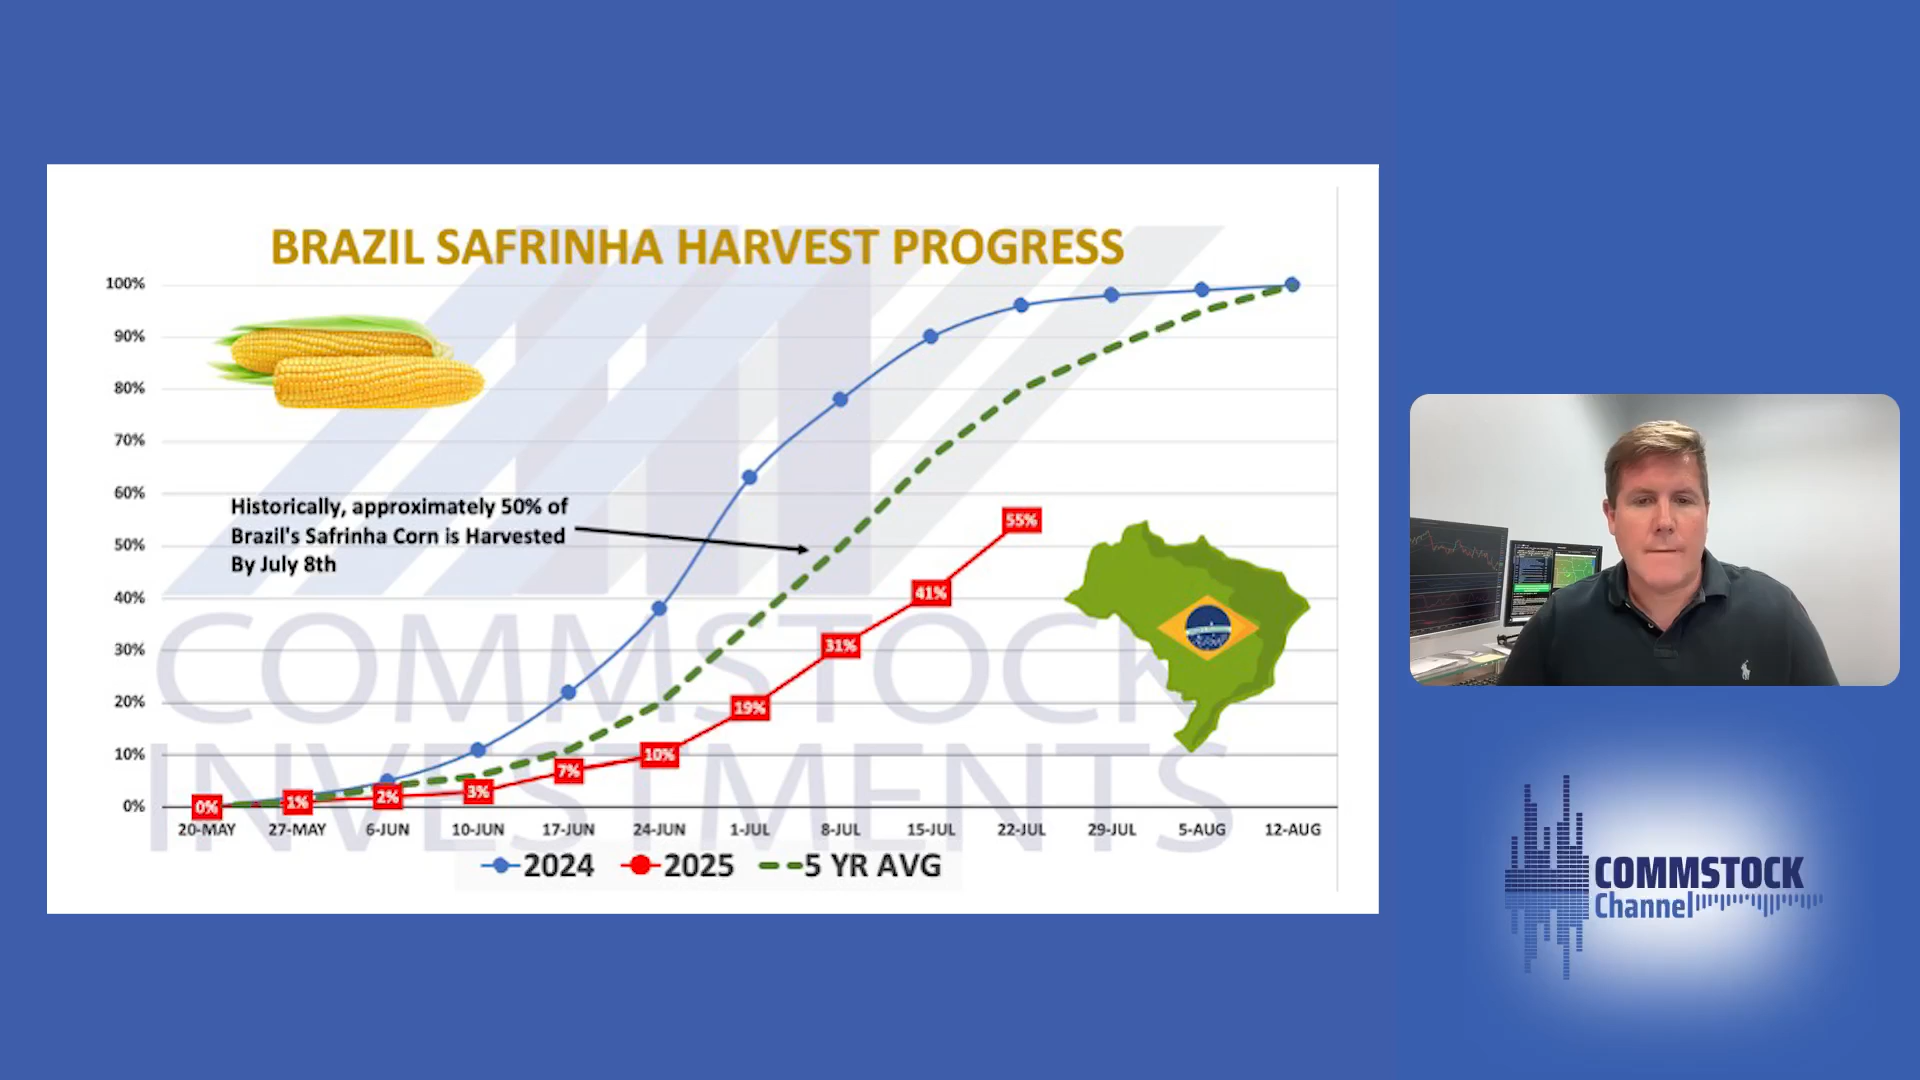 BRAZIL SAFRINHA HARVEST PROGRESS
100%
90%
80%
70%
60%
50%
40%
30%
20%
10%
0%
Historically, approximately 50% of
Brazil's Safrinha Corn is Harvested
By July 8th
0%
1%
2%
3%
7%
10%
19%
31%
41%
55%
COMMSTOCK
INVESTMENTS
20-MAY 27-MAY 6-JUN 10-JUN 17-JUN 24-JUN 1-JUL 8-JUL 15-JUL 22-JUL 29-JUL 5-AUG 12-AUG
2024 2025 5 YR AVG
COMMSTOCK
Channel